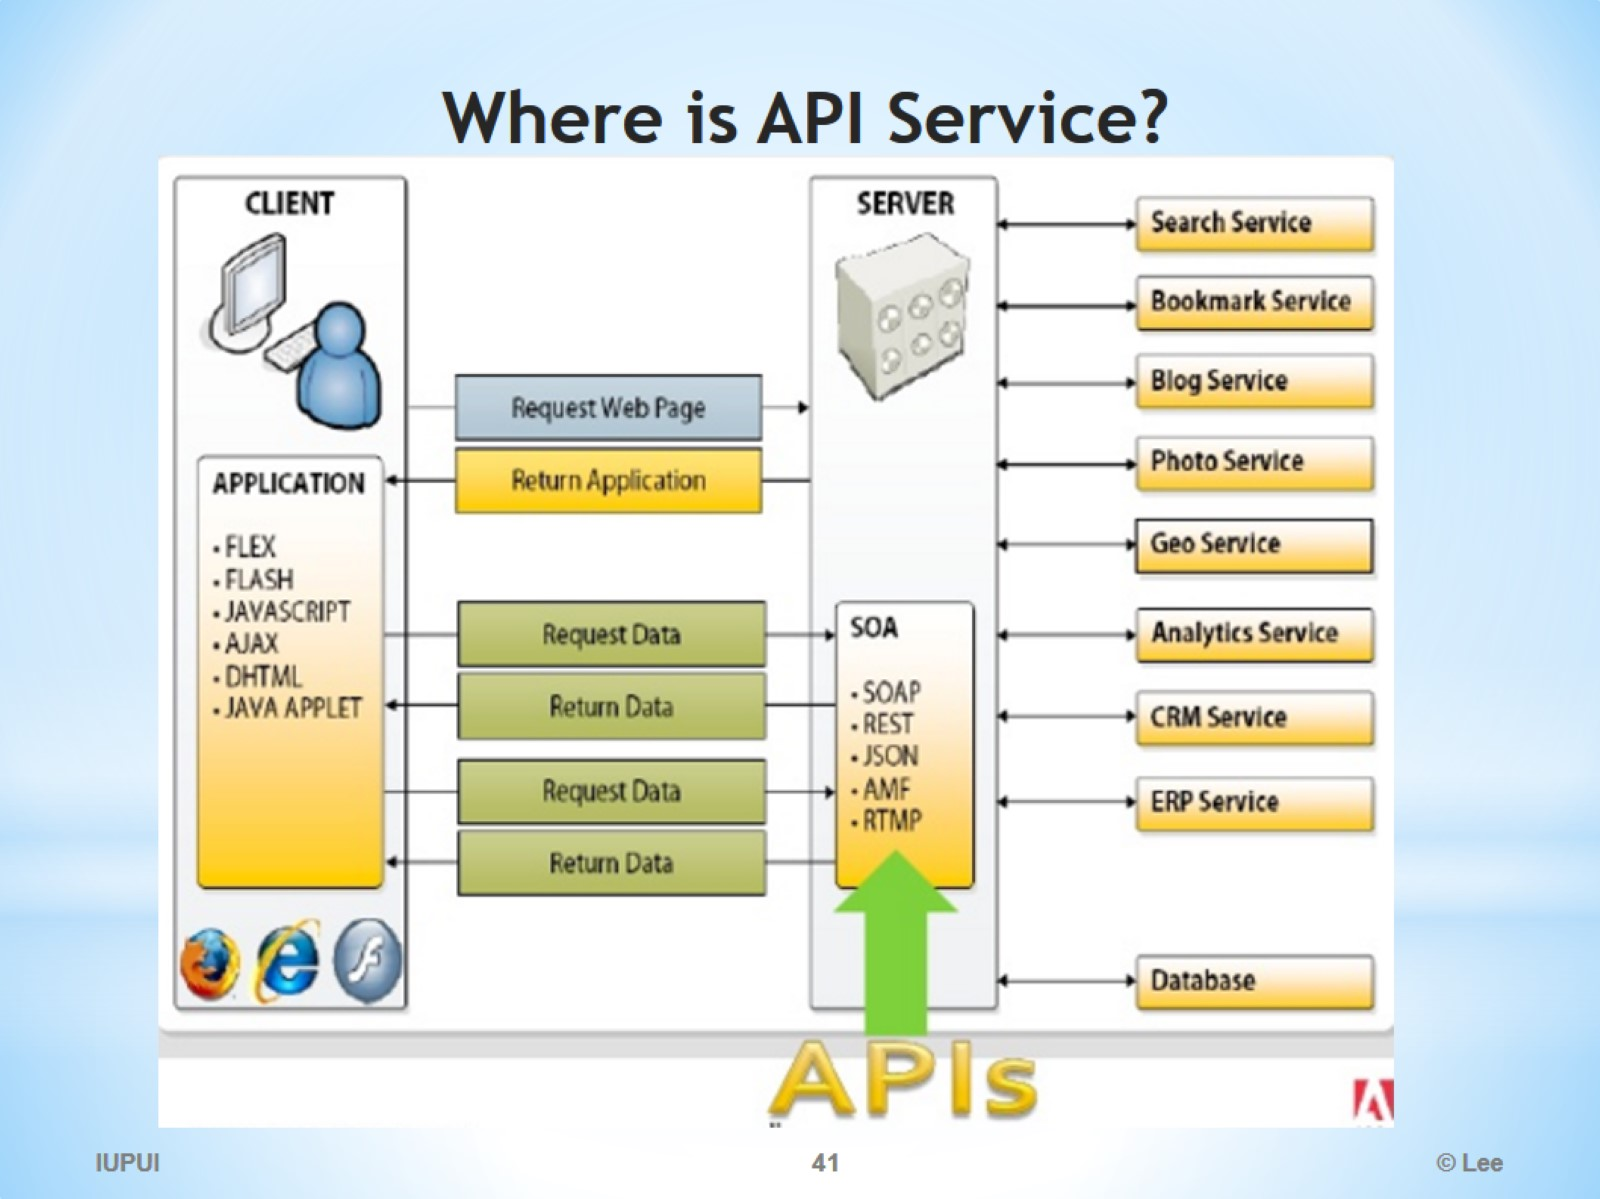 Where is API Service?
CLIENT
APPLICATION
• FLEX
• FLASH
• JAVASCRIPT
• AJAX
• DHTML
• JAVA APPLET
Request Web Page
Return Application
Request Data
Return Data
Request Data
Return Data
SERVER
SOA
• SOAP
• REST
• JSON
• AMF
• RTMP
Search Service
Bookmark Service
Blog Service
Photo Service
Geo Service
Analytics Service
CRM Service
ERP Service
Database
APIs
IUPUI
41
© Lee